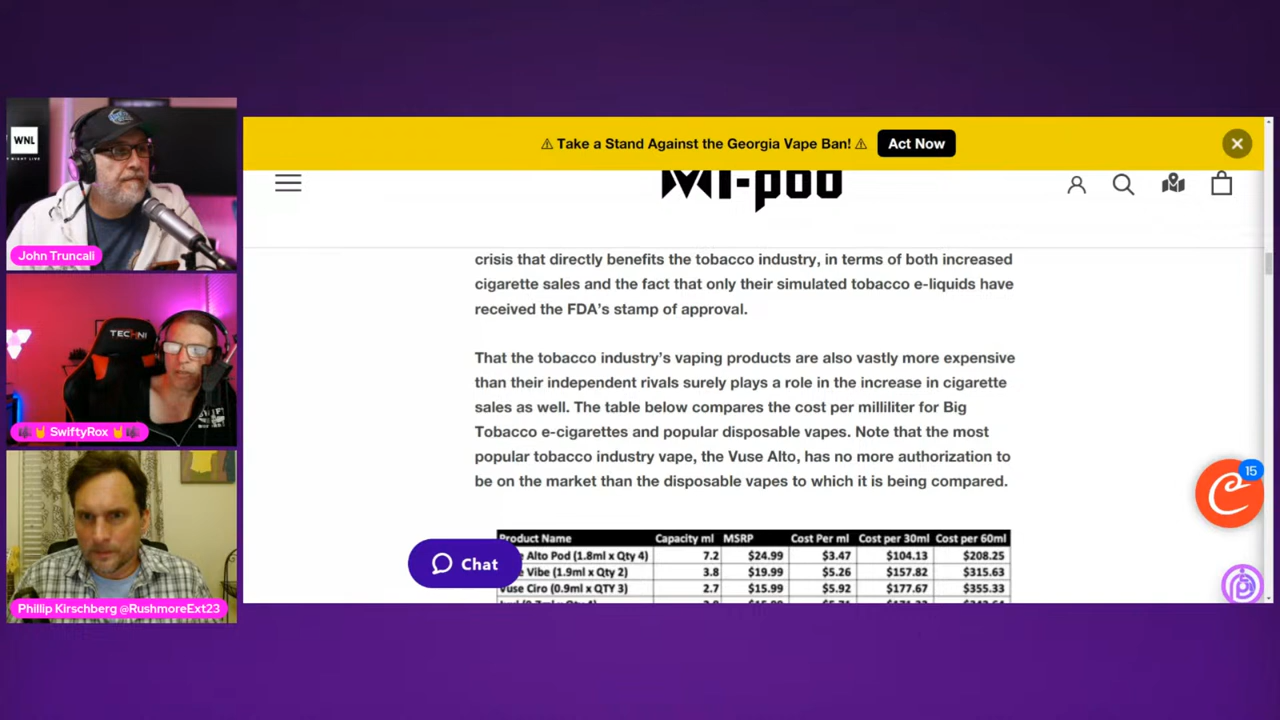 WNL
John Truncali
TECHNI
SwiftyRox
Phillip Kirschberg @RushmoreExt23
⚠ Take a Stand Against the Georgia Vape Ban! ⚠ Act Now
MI-POD
crisis that directly benefits the tobacco industry, in terms of both increased
cigarette sales and the fact that only their simulated tobacco e-liquids have
received the FDA's stamp of approval.
That the tobacco industry's vaping products are also vastly more expensive
than their independent rivals surely plays a role in the increase in cigarette
sales as well. The table below compares the cost per milliliter for Big
Tobacco e-cigarettes and popular disposable vapes. Note that the most
popular tobacco industry vape, the Vuse Alto, has no more authorization to
be on the market than the disposable vapes to which it is being compared.
Product Name Capacity ml MSRP Cost Per ml Cost per 30ml Cost per 60ml
Alto Pod (1.8ml x Qty 4) 7.2 $24.99 $3.47 $104.13 $208.25
Vibe (1.9ml x Qty 2) 3.8 $19.99 $5.26 $157.82 $315.63
Vuse Ciro (0.9ml x QTY 3) 2.7 $15.99 $5.92 $177.67 $355.33
Chat
15